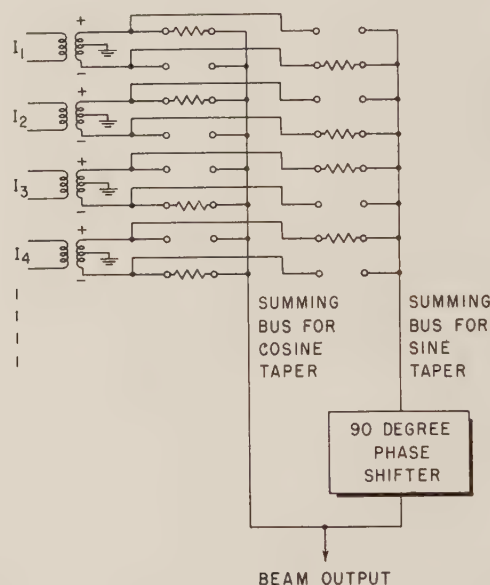 +
I1
-
+
I2
-
+
I3
-
+
I4
-
SUMMING
BUS FOR
COSINE
TAPER
SUMMING
BUS FOR
SINE
TAPER
90 DEGREE
PHASE
SHIFTER
BEAM OUTPUT